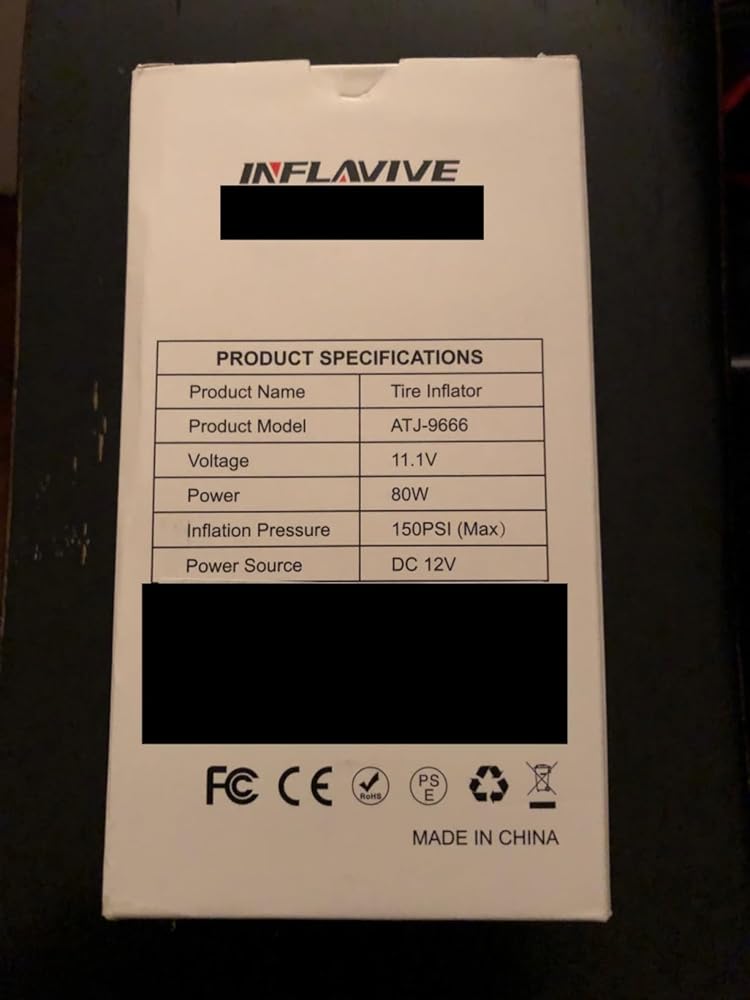 INFLAVIVE
PRODUCT SPECIFICATIONS
Product Name Tire Inflator
Product Model ATJ-9666
Voltage 11.1V
Power 80W
Inflation Pressure 150PSI (Max)
Power Source DC 12V
FC CE RoHS PS E
MADE IN CHINA